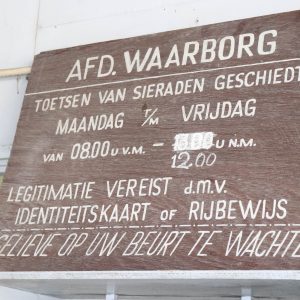 AFD. WAARBORG
TOETSEN VAN SIERADEN GESCHIEDT
MAANDAG T/M VRIJDAG
VAN 08.00 U V.M. - U N.M.
12.00
LEGITIMATIE VEREIST d.m.v.
IDENTITEITSKAART OF RIJBEWIJS
GELIEVE OP UW BEURT TE WACHTE